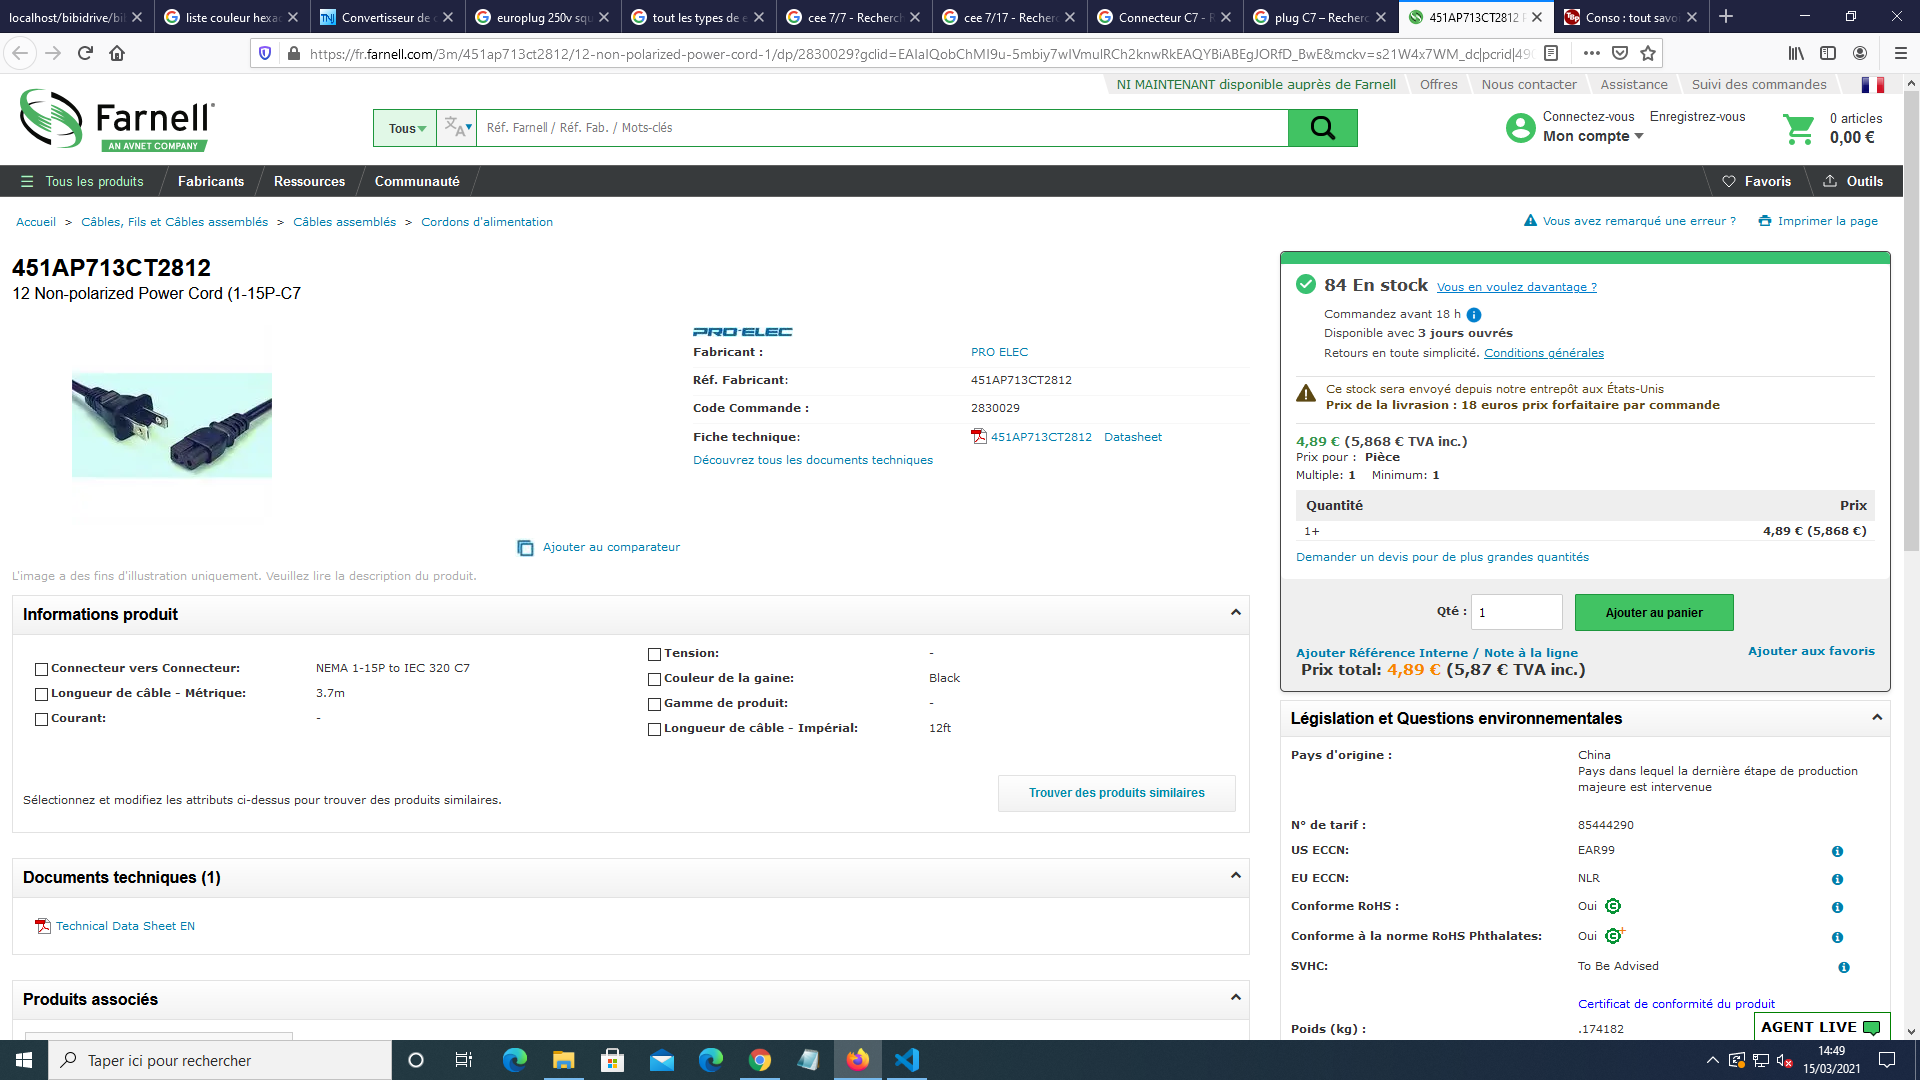 localhost/bibidrive/bil
liste couleur hexad
Convertisseur de c
europlug 250v squ
tout les types de e
cee 7/7 - Recherch
cee 7/17 - Recherc
Connecteur C7 - R
plug C7 – Recherc
451AP713CT2812 P
Conso : tout savoi
https://fr.farnell.com/3m/451ap713ct2812/12-non-polarized-power-cord-1/dp/2830029?gclid=EAIaIQobChMI9u-5mbiy7wIVmulRCh2knwRkEAQYBiABEgJORfD_BwE&mckv=s21W4x7WM_dc|pcrid|490
NI MAINTENANT disponible auprès de Farnell
Offres
Nous contacter
Assistance
Suivi des commandes
Farnell
AN AVNET COMPANY
Tous
Réf. Farnell / Réf. Fab. / Mots-clés
Connectez-vous Enregistrez-vous
Mon compte
0 articles
0,00 €
Tous les produits
Fabricants
Ressources
Communauté
Favoris
Outils
Accueil > Câbles, Fils et Câbles assemblés > Câbles assemblés > Cordons d'alimentation
Vous avez remarqué une erreur ?
Imprimer la page
451AP713CT2812
12 Non-polarized Power Cord (1-15P-C7
PRO-ELEC
Fabricant : PRO ELEC
Réf. Fabricant: 451AP713CT2812
Code Commande : 2830029
Fiche technique: 451AP713CT2812 Datasheet
Découvrez tous les documents techniques
Ajouter au comparateur
L'image a des fins d'illustration uniquement. Veuillez lire la description du produit.
Informations produit
Connecteur vers Connecteur: NEMA 1-15P to IEC 320 C7
Longueur de câble - Métrique: 3.7m
Courant: -
Tension: -
Couleur de la gaine: Black
Gamme de produit: -
Longueur de câble - Impérial: 12ft
Sélectionnez et modifiez les attributs ci-dessus pour trouver des produits similaires.
Trouver des produits similaires
Documents techniques (1)
Technical Data Sheet EN
Produits associés
84 En stock Vous en voulez davantage ?
Commandez avant 18 h
Disponible avec 3 jours ouvrés
Retours en toute simplicité. Conditions générales
Ce stock sera envoyé depuis notre entrepôt aux États-Unis
Prix de la livrasion : 18 euros prix forfaitaire par commande
4,89 € (5,868 € TVA inc.)
Prix pour : Pièce
Multiple: 1 Minimum: 1
Quantité Prix
1+ 4,89 € (5,868 €)
Demander un devis pour de plus grandes quantités
Qté : 1
Ajouter au panier
Ajouter Référence Interne / Note à la ligne
Ajouter aux favoris
Prix total: 4,89 € (5,87 € TVA inc.)
Législation et Questions environnementales
Pays d'origine : China
Pays dans lequel la dernière étape de production
majeure est intervenue
N° de tarif : 85444290
US ECCN: EAR99
EU ECCN: NLR
Conforme RoHS : Oui
Conforme à la norme RoHS Phthalates: Oui
SVHC: To Be Advised
Certificat de conformité du produit
Poids (kg) : .174182
AGENT LIVE
Taper ici pour rechercher
14:49
15/03/2021